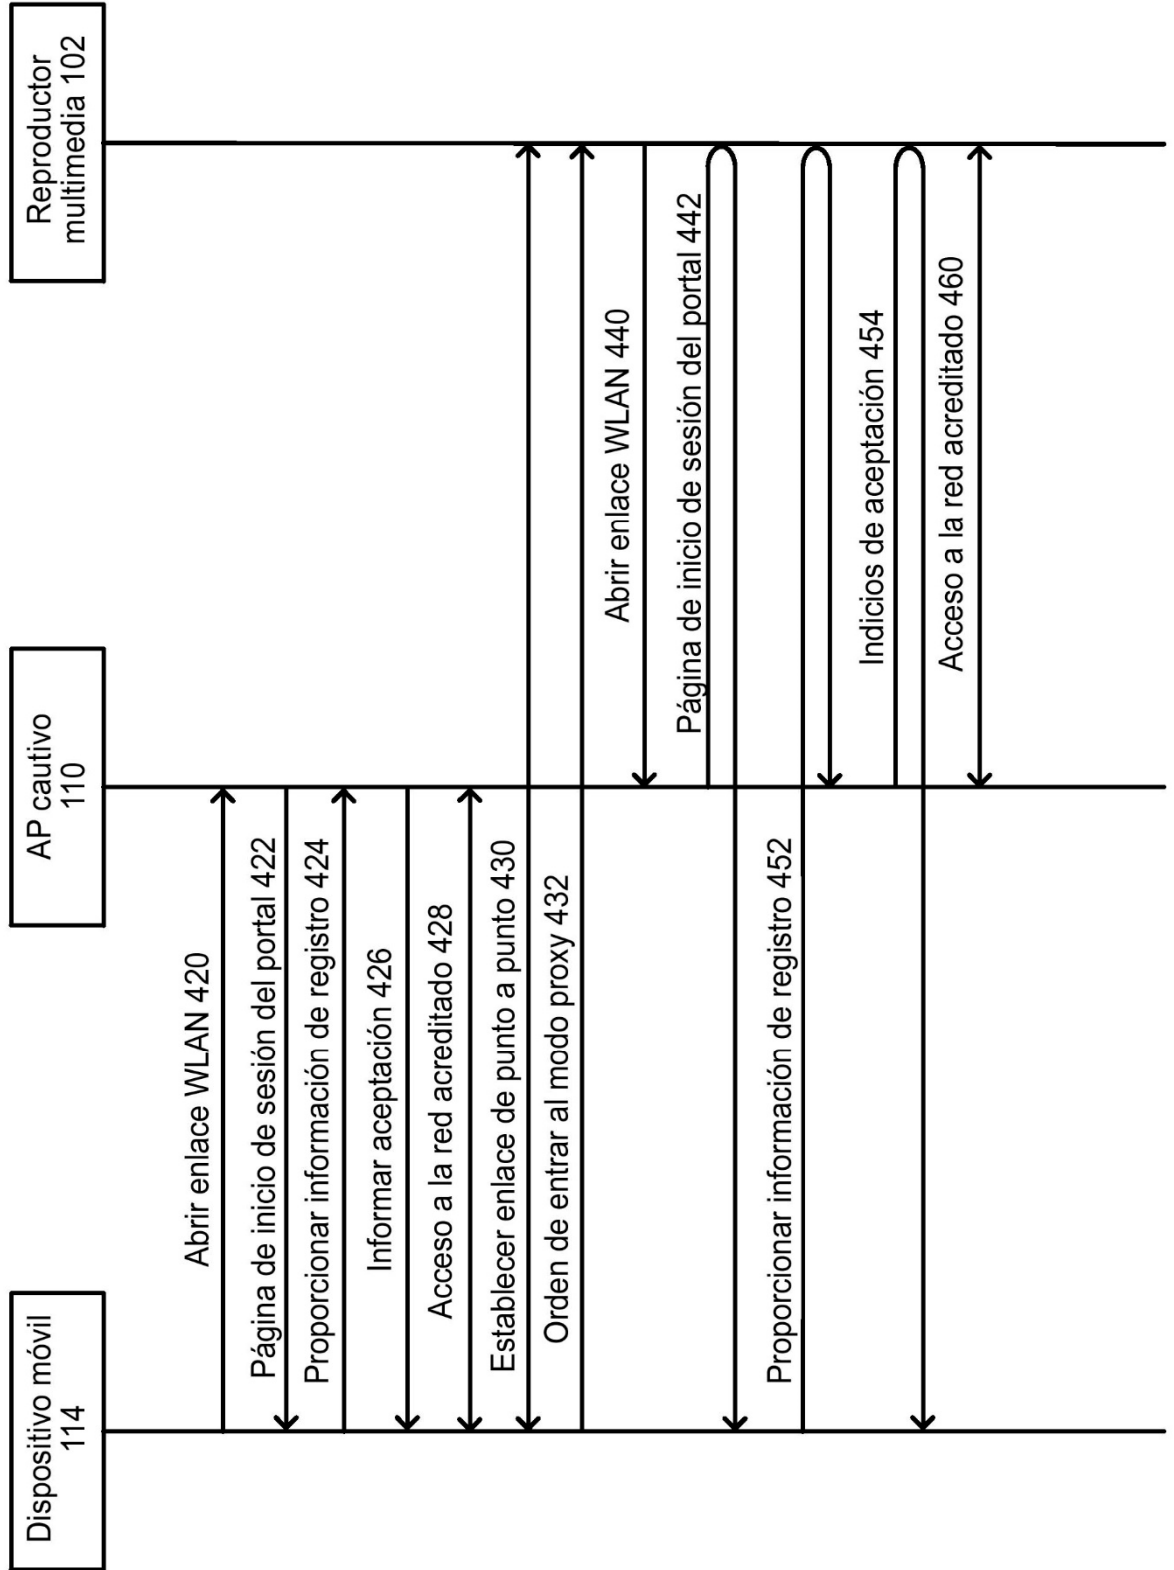 Dispositivo móvil
114
AP cautivo
110
Reproductor
multimedia 102
Abrir enlace WLAN 420
Página de inicio de sesión del portal 422
Proporcionar información de registro 424
Informar aceptación 426
Acceso a la red acreditado 428
Establecer enlace de punto a punto 430
Orden de entrar al modo proxy 432
Abrir enlace WLAN 440
Página de inicio de sesión del portal 442
Proporcionar información de registro 452
Indicios de aceptación 454
Acceso a la red acreditado 460